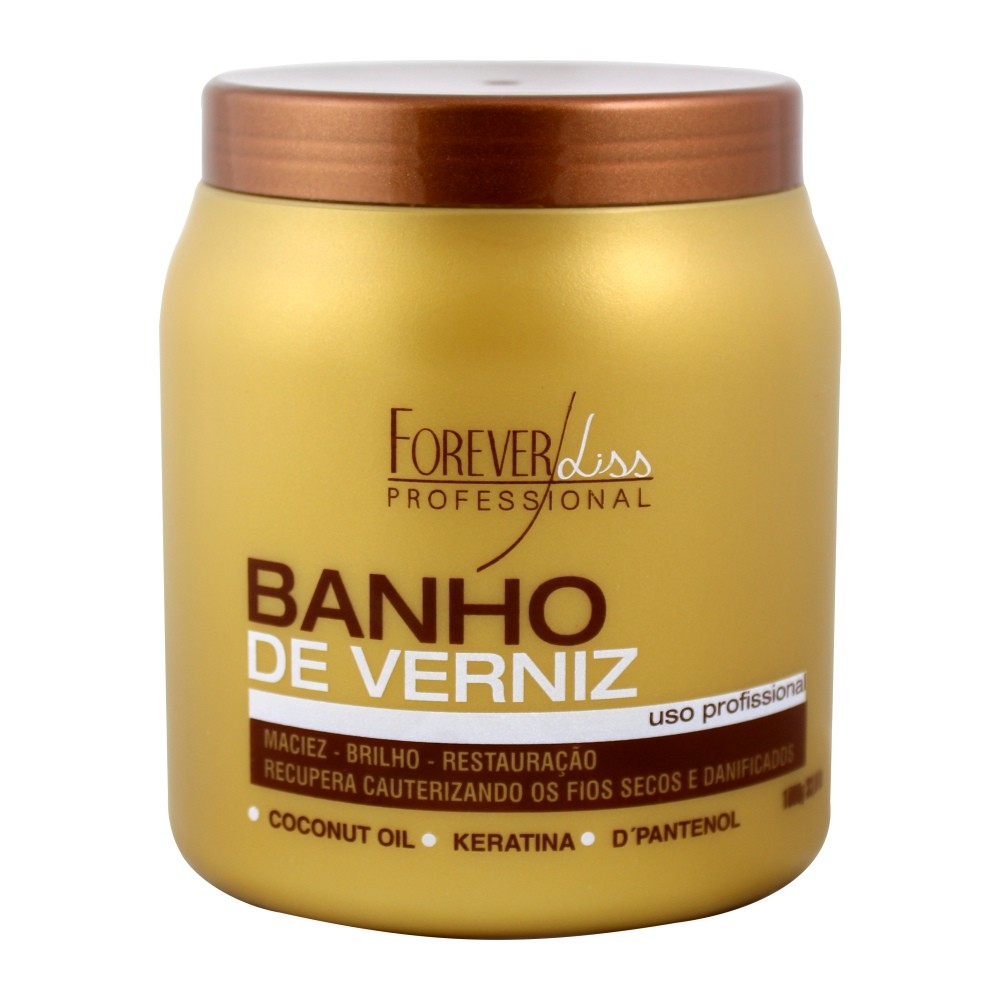 FOREVER Liss
PROFESSIONAL
BANHO
DE VERNIZ
uso profissional
MACIEZ - BRILHO - RESTAURAÇÃO
RECUPERA CAUTERIZANDO OS FIOS SECOS E DANIFICADOS
• COCONUT OIL • KERATINA • D´PANTENOL